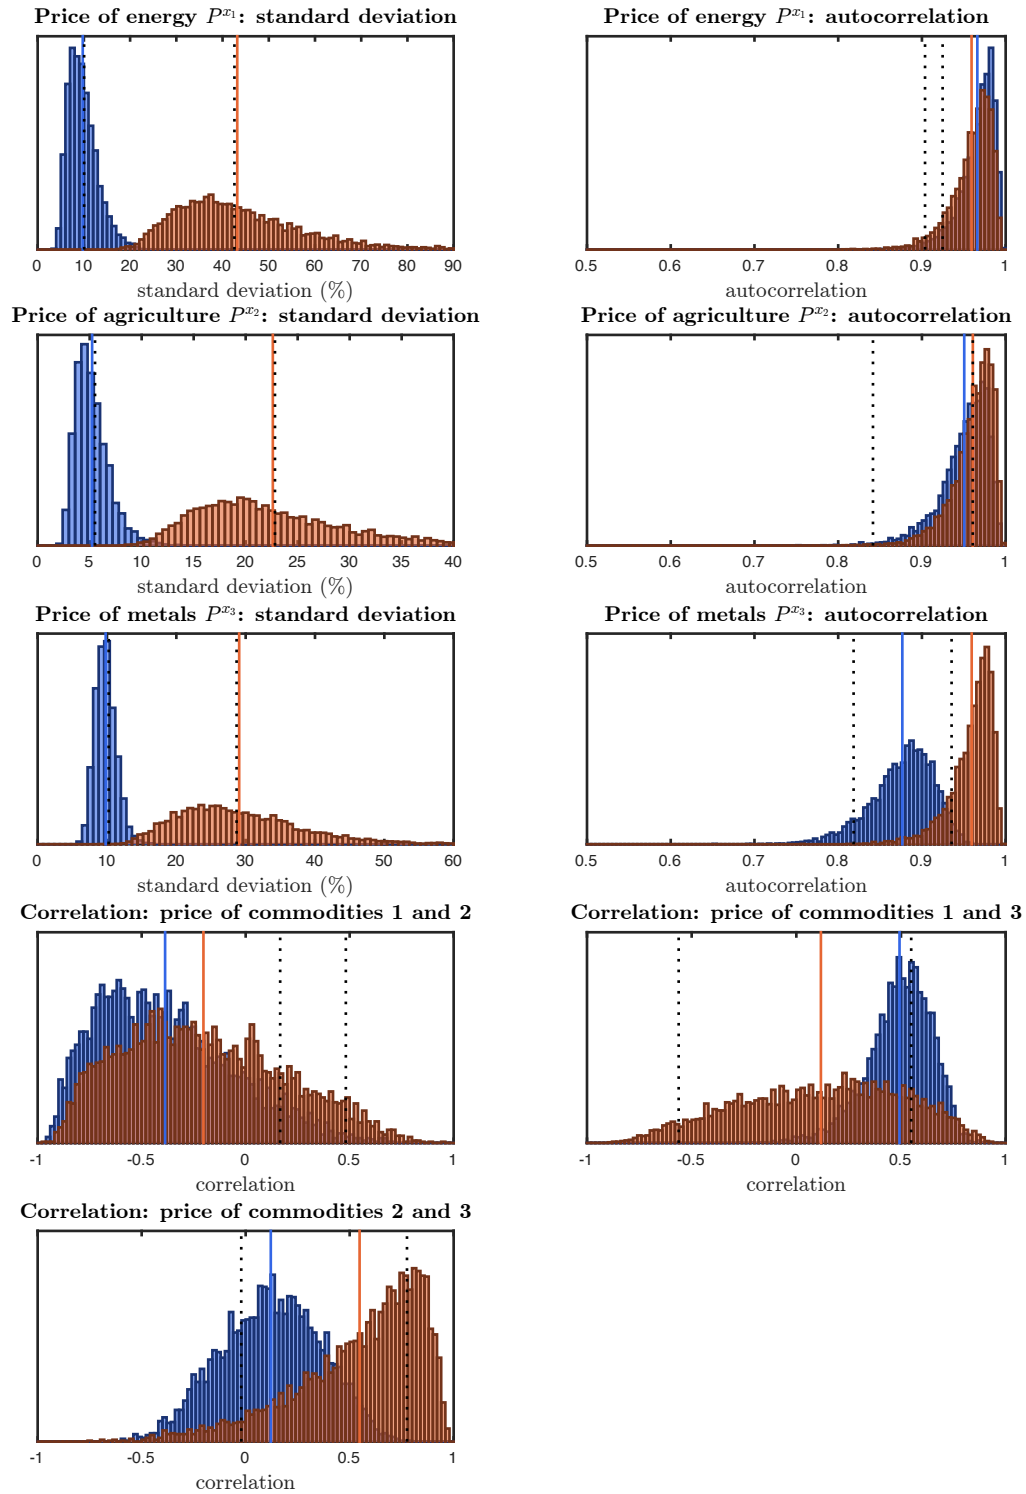 Price of energy P^{x_1}: standard deviation
0 10 20 30 40 50 60 70 80 90
standard deviation (%)
Price of energy P^{x_1}: autocorrelation
0.5 0.6 0.7 0.8 0.9 1
autocorrelation
Price of agriculture P^{x_2}: standard deviation
0 5 10 15 20 25 30 35 40
standard deviation (%)
Price of agriculture P^{x_2}: autocorrelation
0.5 0.6 0.7 0.8 0.9 1
autocorrelation
Price of metals P^{x_3}: standard deviation
0 10 20 30 40 50 60
standard deviation (%)
Price of metals P^{x_3}: autocorrelation
0.5 0.6 0.7 0.8 0.9 1
autocorrelation
Correlation: price of commodities 1 and 2
-1 -0.5 0 0.5 1
correlation
Correlation: price of commodities 1 and 3
-1 -0.5 0 0.5 1
correlation
Correlation: price of commodities 2 and 3
-1 -0.5 0 0.5 1
correlation